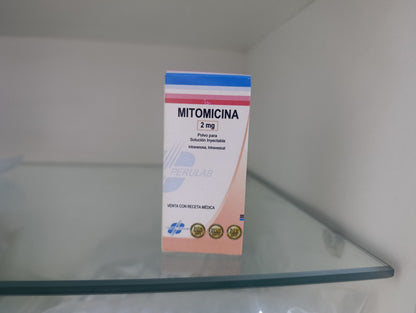 MITOMICINA
2 mg
Polvo para
Solución Inyectable
Intravenosa, Intravesical
PERULAB
VENTA CON RECETA MÉDICA